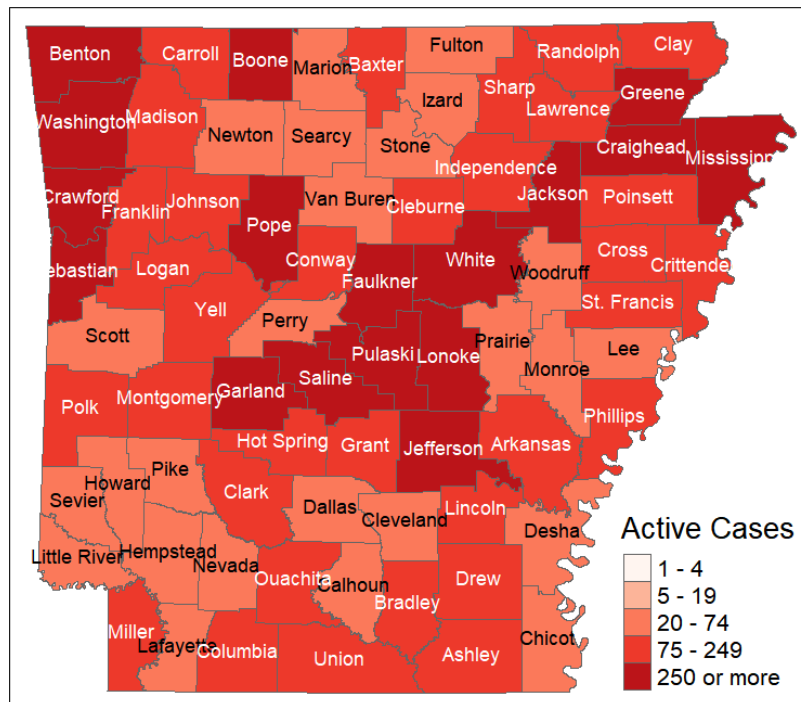 Benton
Carroll
Boone
Marion
Baxter
Fulton
Randolph
Clay
Sharp
Izard
Greene
Lawrence
Washington
Madison
Newton
Searcy
Stone
Craighead
Mississipp
Independence
Crawford
Franklin
Johnson
Pope
Van Buren
Cleburne
Jackson
Poinsett
Logan
Conway
White
Cross
Crittende
ebastian
Faulkner
Woodruff
Yell
St. Francis
Scott
Perry
Pulaski
Lonoke
Prairie
Monroe
Lee
Saline
Garland
Polk
Montgomery
Phillips
Hot Spring
Grant
Jefferson
Arkansas
Pike
Howard
Sevier
Clark
Dallas
Cleveland
Lincoln
Desha
Little River
Hempstead
Nevada
Ouachita
Calhoun
Drew
Bradley
Miller
Lafayette
Columbia
Union
Ashley
Chicot
Active Cases
1 - 4
5 - 19
20 - 74
75 - 249
250 or more